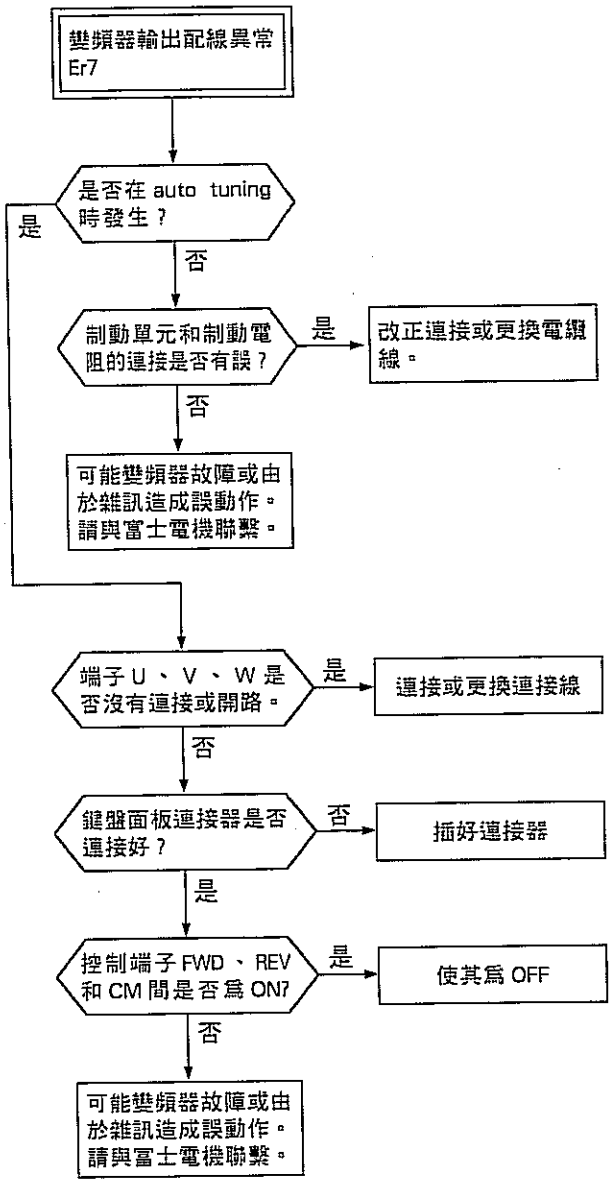 變頻器輸出配線異常
Er7
是否在 auto tuning
時發生？
是
否
制動單元和制動電
阻的連接是否有誤？
是
改正連接或更換電纜
線。
否
可能變頻器故障或由
於雜訊造成誤動作。
請與富士電機聯繫。
端子 U 、 V 、 W 是
否沒有連接或開路。
是
連接或更換連接線
否
鍵盤面板連接器是否
連接好？
否
插好連接器
是
控制端子 FWD 、 REV
和 CM 間是否為 ON?
是
使其為 OFF
否
可能變頻器故障或由
於雜訊造成誤動作。
請與富士電機聯繫。